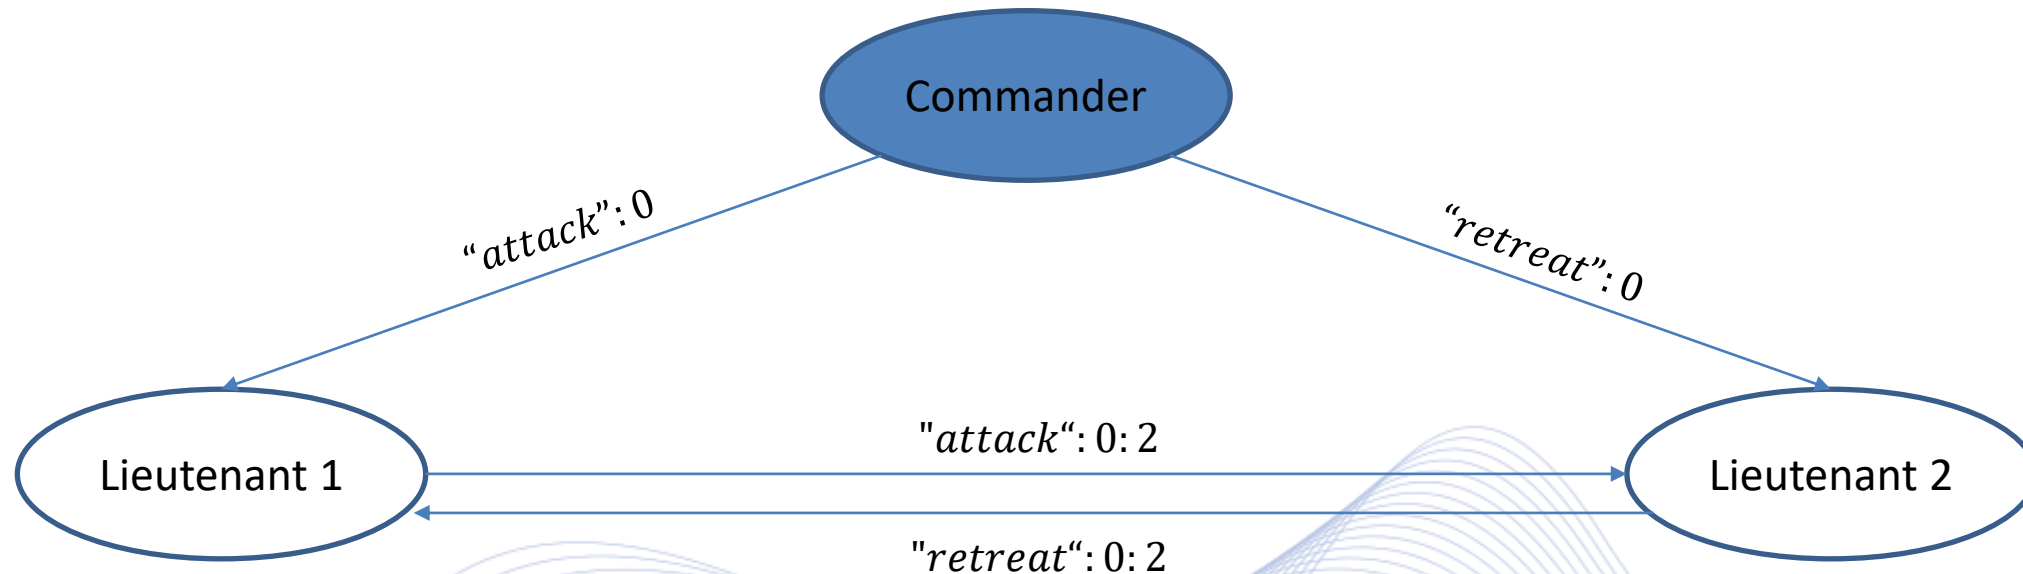 Commander
“attack”: 0
“retreat”: 0
"attack“: 0: 2
Lieutenant 1
Lieutenant 2
"retreat“: 0: 2